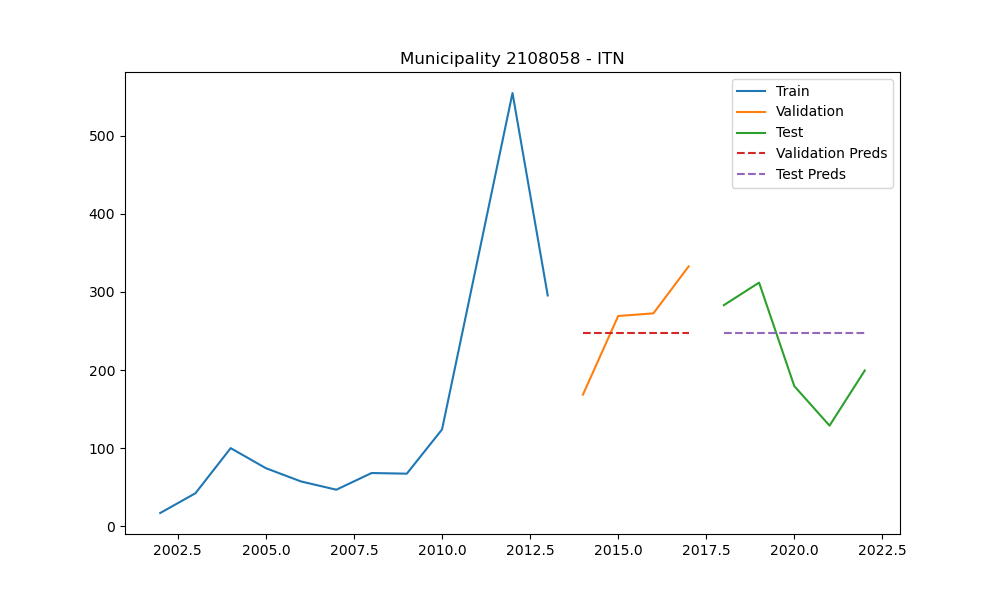 Municipality 2108058 - ITN
Train
Validation
Test
Validation Preds
Test Preds
500
400
300
200
100
0
2002.5 2005.0 2007.5 2010.0 2012.5 2015.0 2017.5 2020.0 2022.5